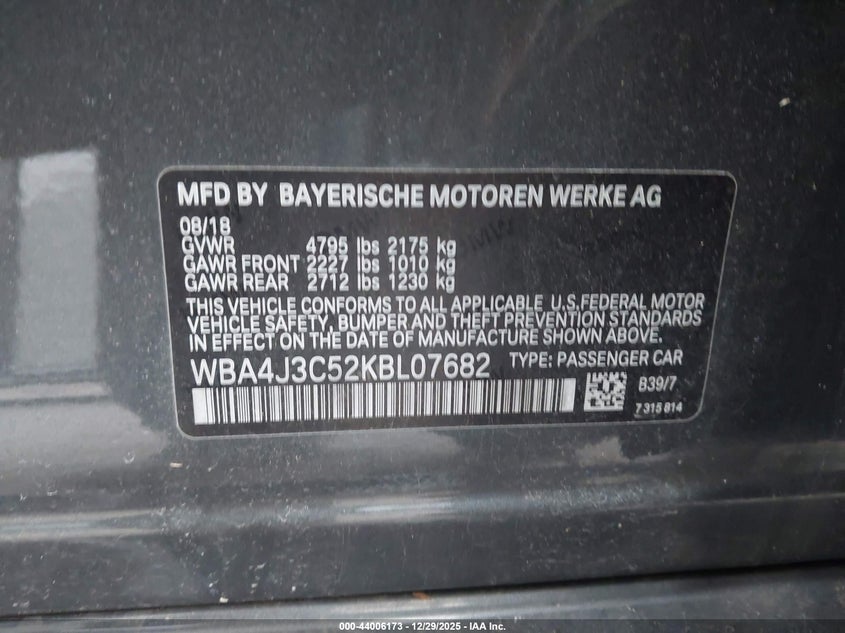 MFD BY BAYERISCHE MOTOREN WERKE AG
08/18
GVWR 4795 lbs 2175 kg
GAWR FRONT 2227 lbs 1010 kg
GAWR REAR 2712 lbs 1230 kg
THIS VEHICLE CONFORMS TO ALL APPLICABLE U.S.FEDERAL MOTOR
VEHICLE SAFETY, BUMPER AND THEFT PREVENTION STANDARDS
IN EFFECT ON THE DATE OF MANUFACTURE SHOWN ABOVE.
WBA4J3C52KBL07682 TYPE: PASSENGER CAR
B39/7
7 315 814
000-44006173 — 12/29/2025 — IAA Inc.